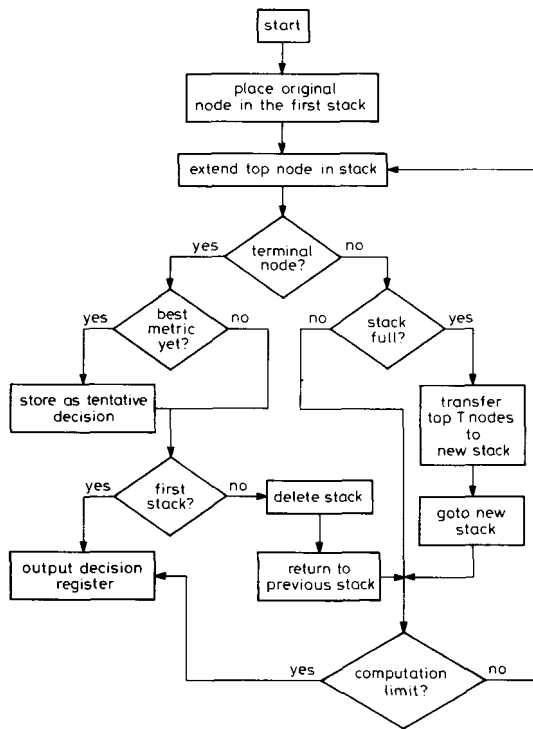 start
place original
node in the first stack
extend top node in stack
yes
terminal
node?
no
yes
best
metric
yet?
no
no
stack
full?
yes
store as tentative
decision
transfer
top T nodes
to
new stack
yes
first
stack?
no
delete stack
goto new
stack
output decision
register
return to
previous stack
yes
computation
limit?
no